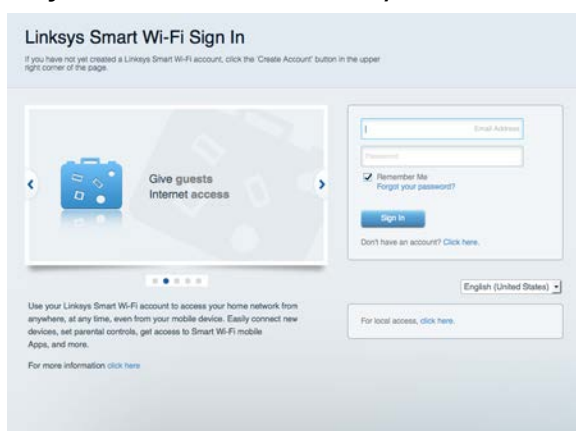 Linksys Smart Wi-Fi Sign In
If you have not yet created a Linksys Smart Wi-Fi account, click the 'Create Account' button in the upper
right corner of the page.
Give guests
Internet access
Email Address
Password
Remember Me
Forgot your password?
Sign In
Don't have an account? Click here.
English (United States)
Use your Linksys Smart Wi-Fi account to access your home network from
anywhere, at any time, even from your mobile device. Easily connect new
devices, set parental controls, get access to Smart Wi-Fi mobile
Apps, and more.
For local access, click here.
For more information click here